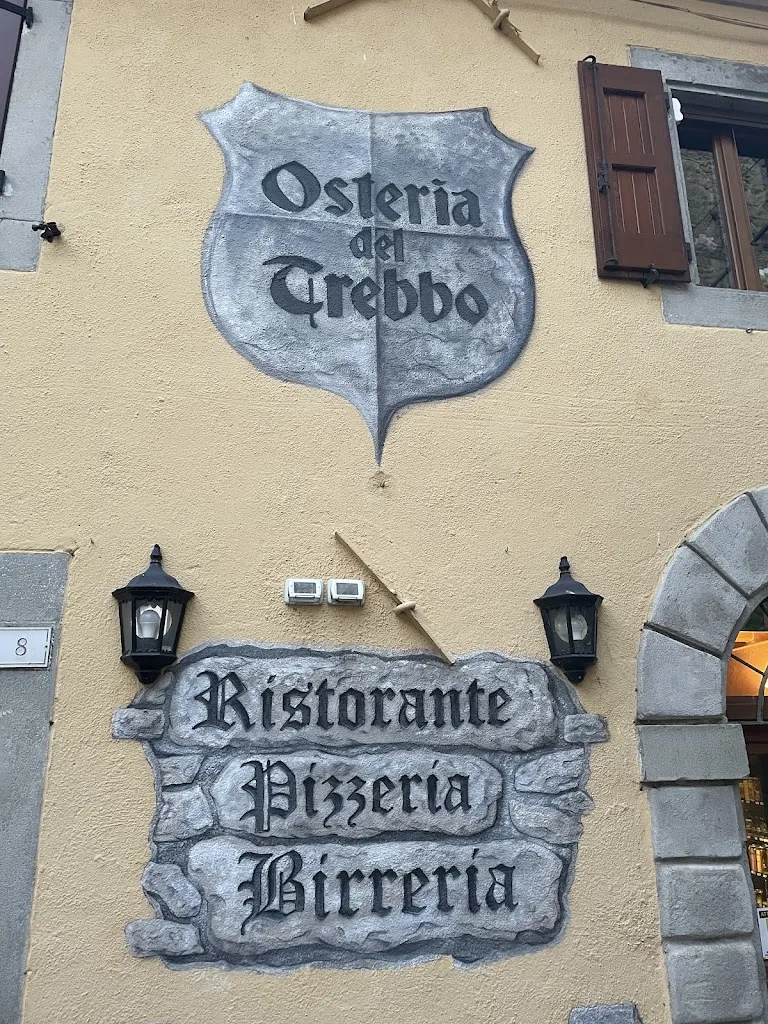 Osteria
del
Trebbo
8
Ristorante
Pizzeria
Birreria